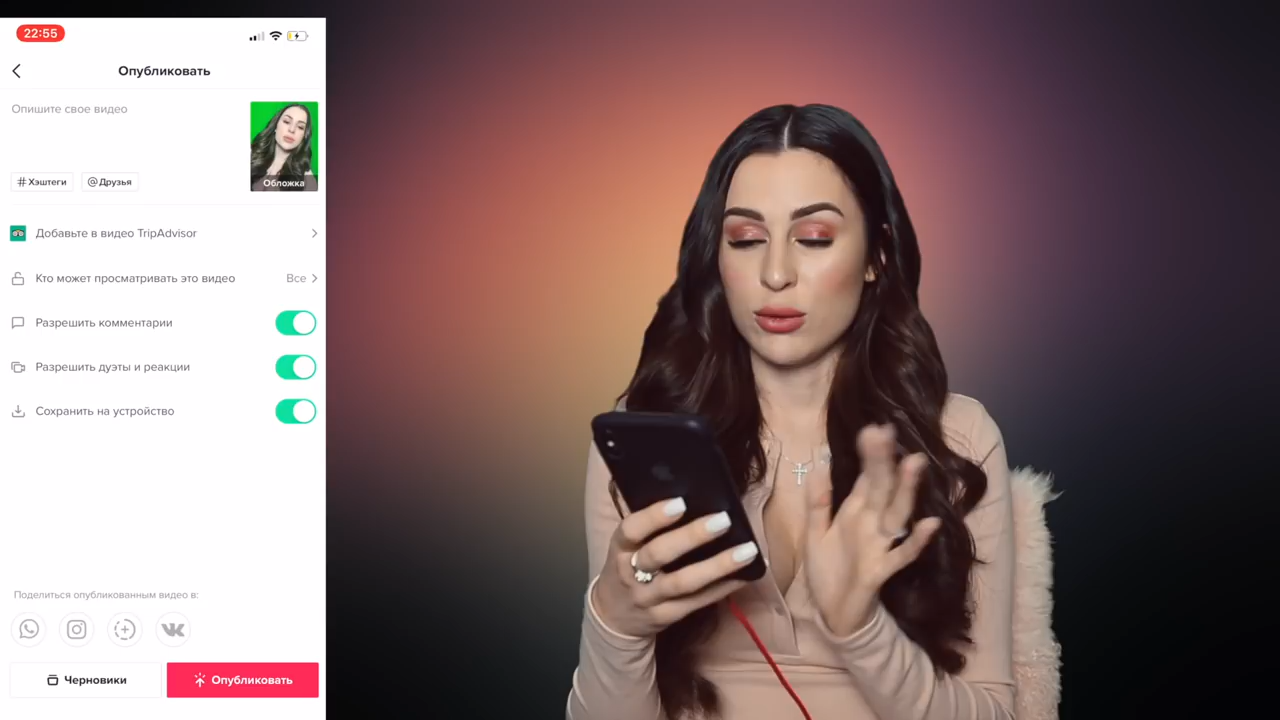 22:55
Опубликовать
Опишите свое видео
Обложка
# Хэштеги
@ Друзья
Добавьте в видео TripAdvisor
Кто может просматривать это видео
Все
Разрешить комментарии
Разрешить дуэты и реакции
Сохранить на устройство
Поделиться опубликованным видео в:
Черновики
Опубликовать